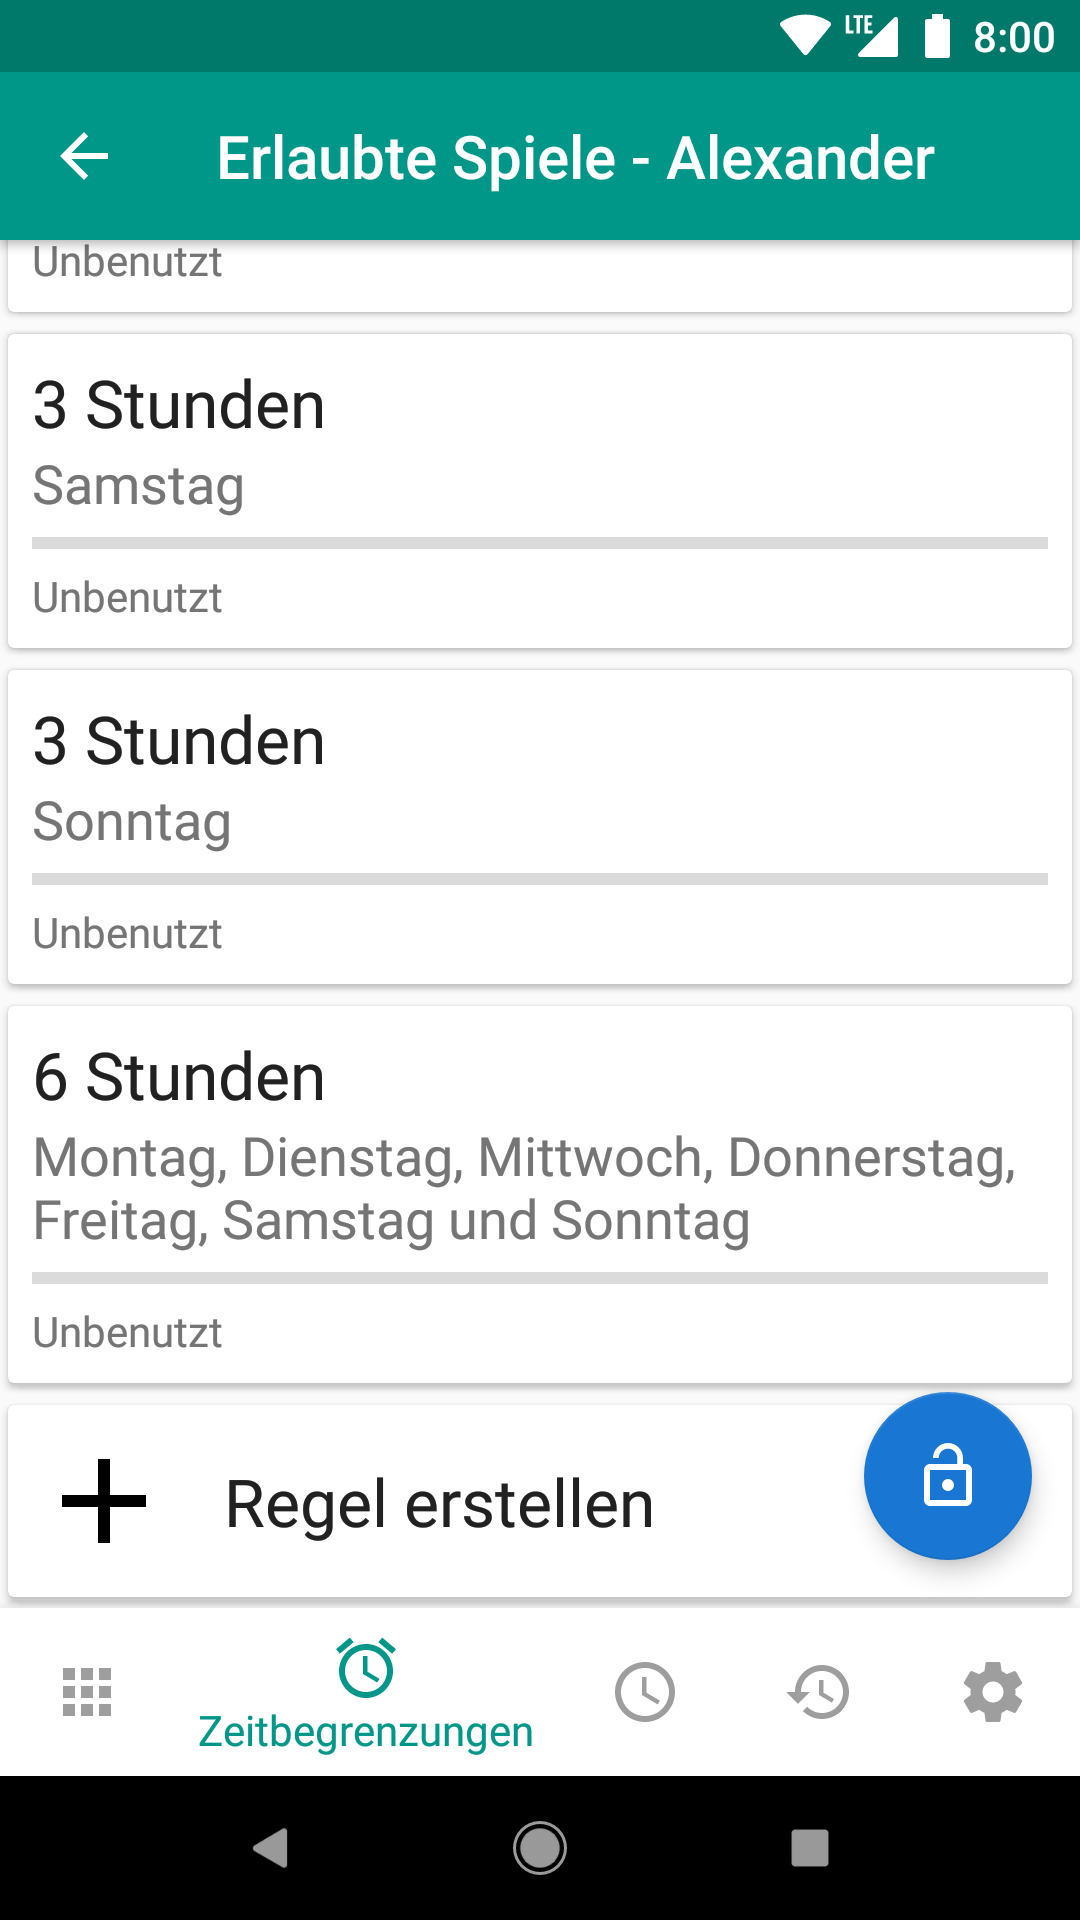 LTE 8:00
Erlaubte Spiele - Alexander
Unbenutzt
3 Stunden
Samstag
Unbenutzt
3 Stunden
Sonntag
Unbenutzt
6 Stunden
Montag, Dienstag, Mittwoch, Donnerstag,
Freitag, Samstag und Sonntag
Unbenutzt
Regel erstellen
Zeitbegrenzungen